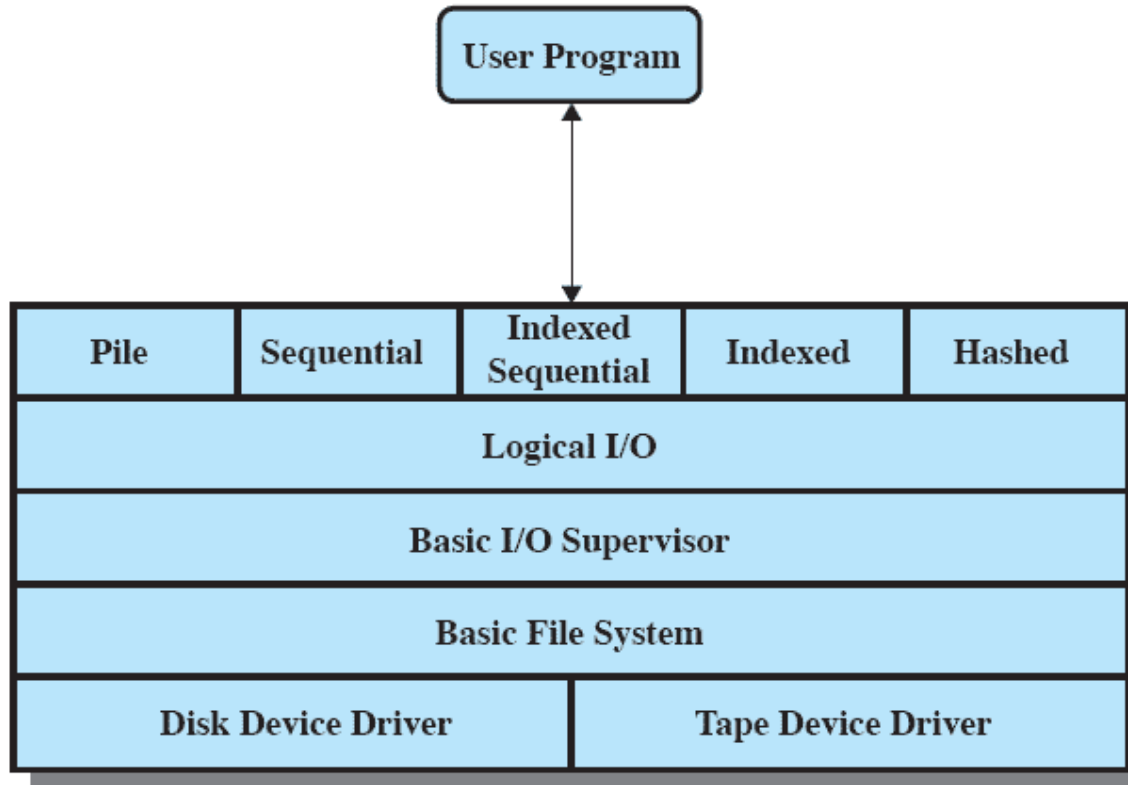 User Program
Pile
Sequential
Indexed
Sequential
Indexed
Hashed
Logical I/O
Basic I/O Supervisor
Basic File System
Disk Device Driver
Tape Device Driver